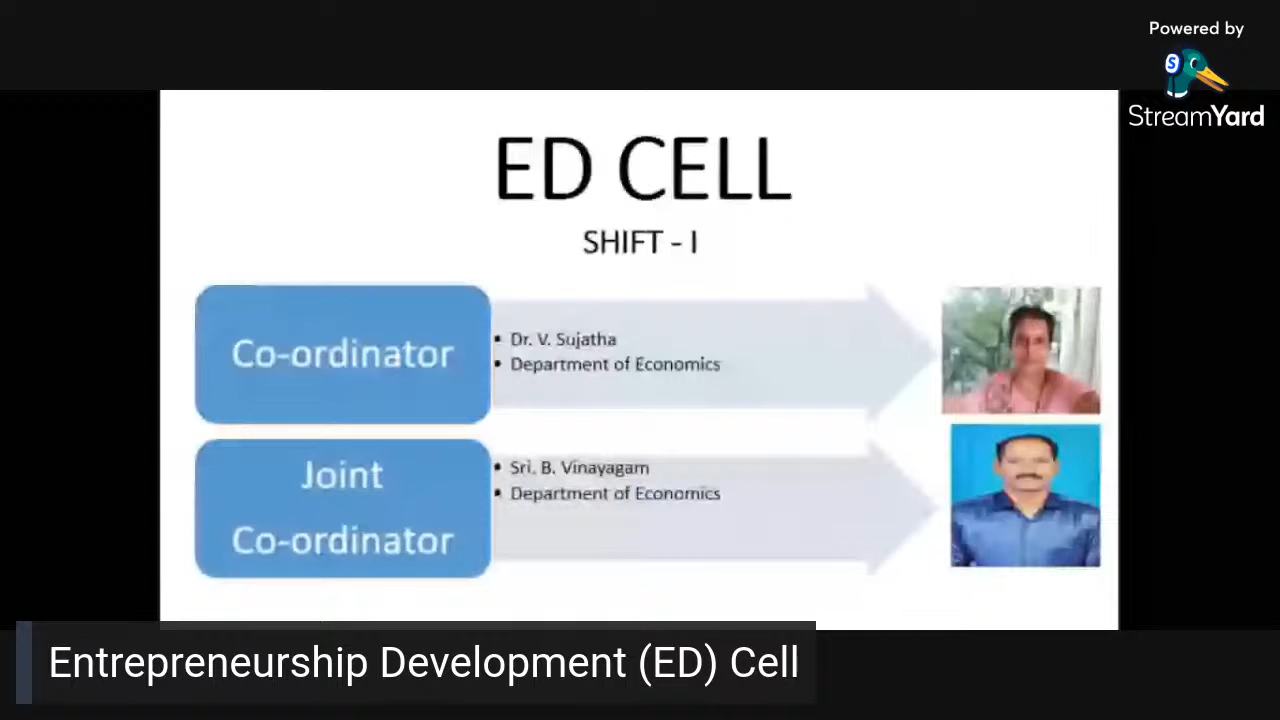 Powered by
S
StreamYard
ED CELL
SHIFT - I
Co-ordinator
• Dr. V. Sujatha
• Department of Economics
Joint
Co-ordinator
• Sri. B. Vinayagam
• Department of Economics
Entrepreneurship Development (ED) Cell